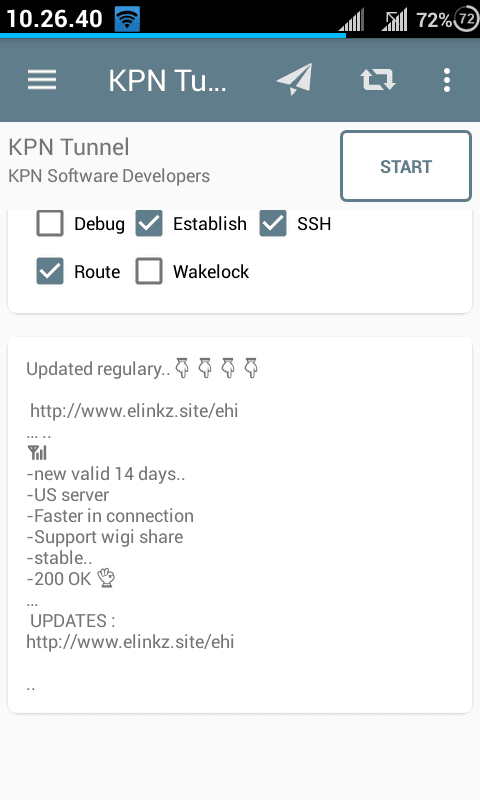 10.26.40 72% 72
KPN Tu...
KPN Tunnel
KPN Software Developers
START
Debug Establish SSH
Route Wakelock
Updated regulary.. 👇 👇 👇 👇
http://www.elinkz.site/ehi
... ..
📶
-new valid 14 days..
-US server
-Faster in connection
-Support wigi share
-stable..
-200 OK 👌
...
UPDATES :
http://www.elinkz.site/ehi
..